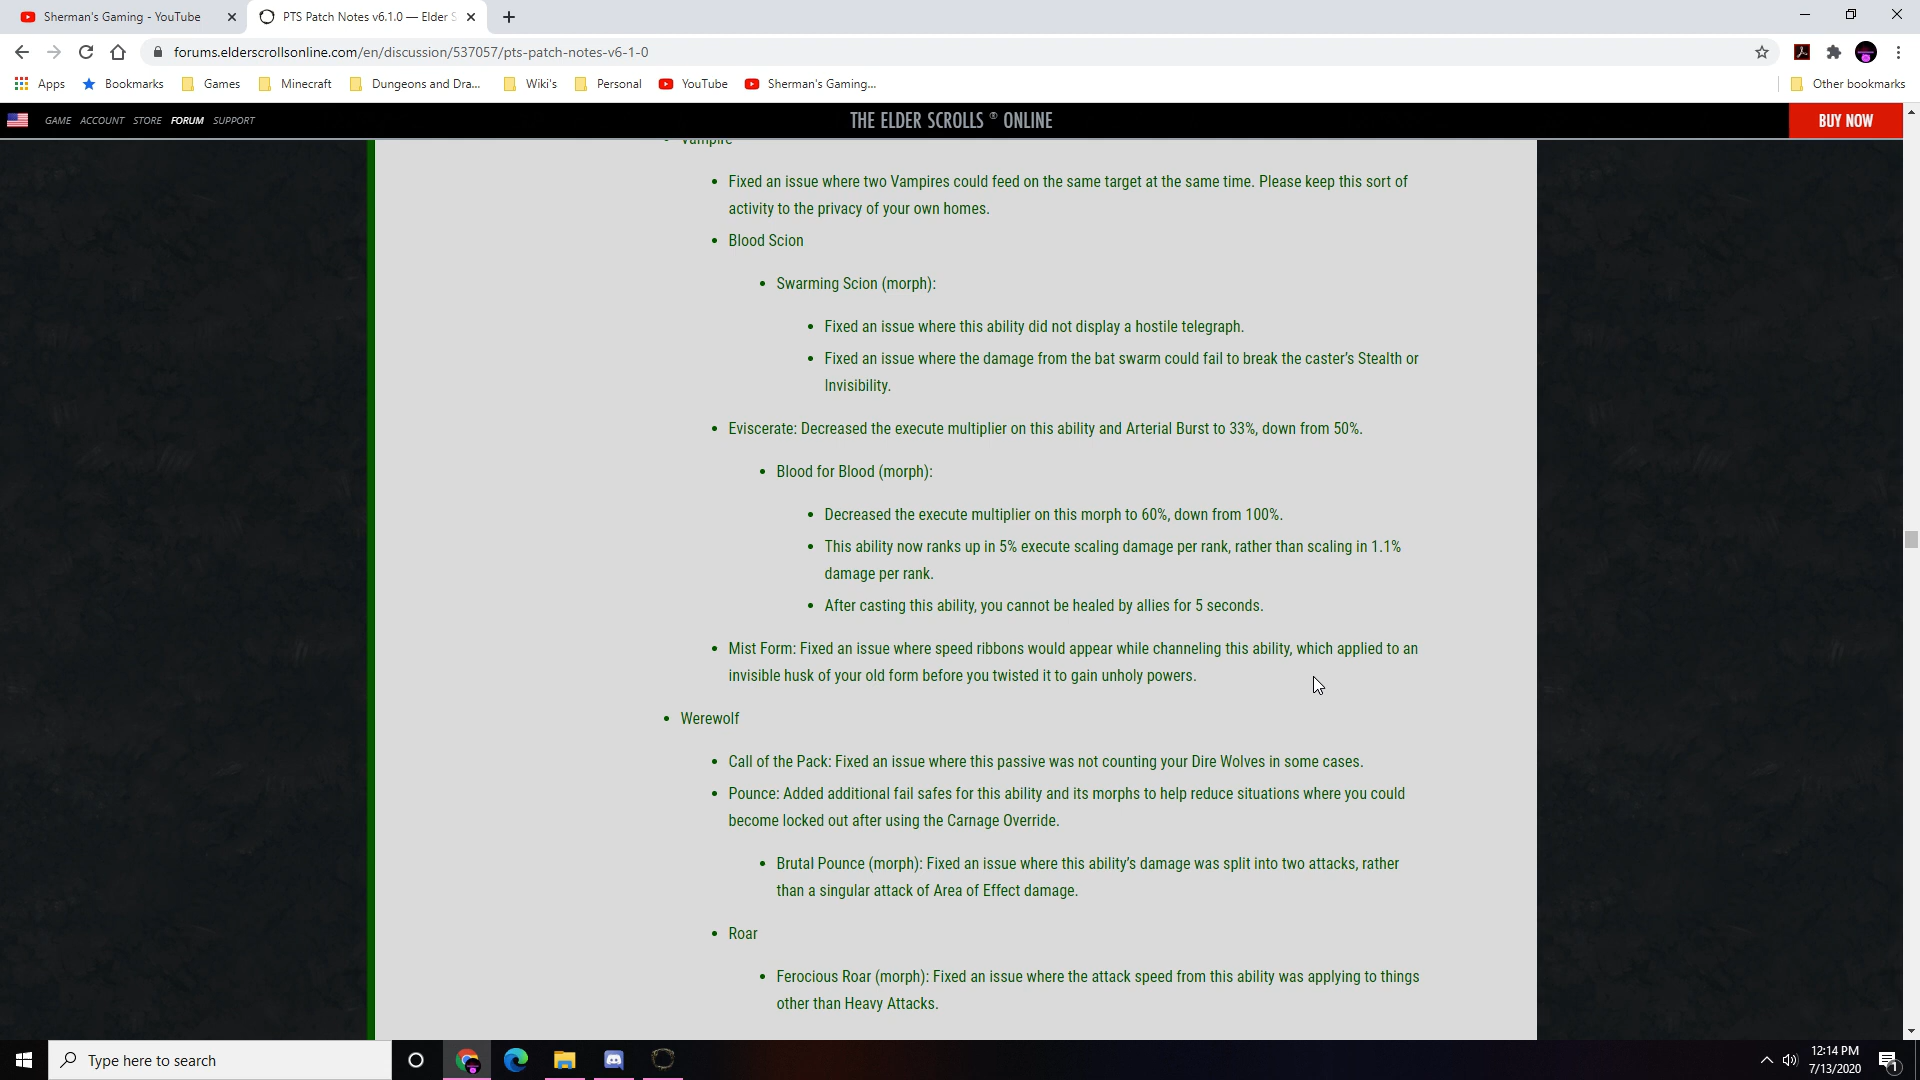 Sherman's Gaming - YouTube
PTS Patch Notes v6.1.0 — Elder S
forums.elderscrollsonline.com/en/discussion/537057/pts-patch-notes-v6-1-0
Apps
Bookmarks
Games
Minecraft
Dungeons and Dra...
Wiki's
Personal
YouTube
Sherman's Gaming...
Other bookmarks
GAME ACCOUNT STORE FORUM SUPPORT
THE ELDER SCROLLS ® ONLINE
BUY NOW
Vampire
• Fixed an issue where two Vampires could feed on the same target at the same time. Please keep this sort of
activity to the privacy of your own homes.
• Blood Scion
• Swarming Scion (morph):
• Fixed an issue where this ability did not display a hostile telegraph.
• Fixed an issue where the damage from the bat swarm could fail to break the caster’s Stealth or
Invisibility.
• Eviscerate: Decreased the execute multiplier on this ability and Arterial Burst to 33%, down from 50%.
• Blood for Blood (morph):
• Decreased the execute multiplier on this morph to 60%, down from 100%.
• This ability now ranks up in 5% execute scaling damage per rank, rather than scaling in 1.1%
damage per rank.
• After casting this ability, you cannot be healed by allies for 5 seconds.
• Mist Form: Fixed an issue where speed ribbons would appear while channeling this ability, which applied to an
invisible husk of your old form before you twisted it to gain unholy powers.
• Werewolf
• Call of the Pack: Fixed an issue where this passive was not counting your Dire Wolves in some cases.
• Pounce: Added additional fail safes for this ability and its morphs to help reduce situations where you could
become locked out after using the Carnage Override.
• Brutal Pounce (morph): Fixed an issue where this ability’s damage was split into two attacks, rather
than a singular attack of Area of Effect damage.
• Roar
• Ferocious Roar (morph): Fixed an issue where the attack speed from this ability was applying to things
other than Heavy Attacks.
Type here to search
12:14 PM
7/13/2020
1